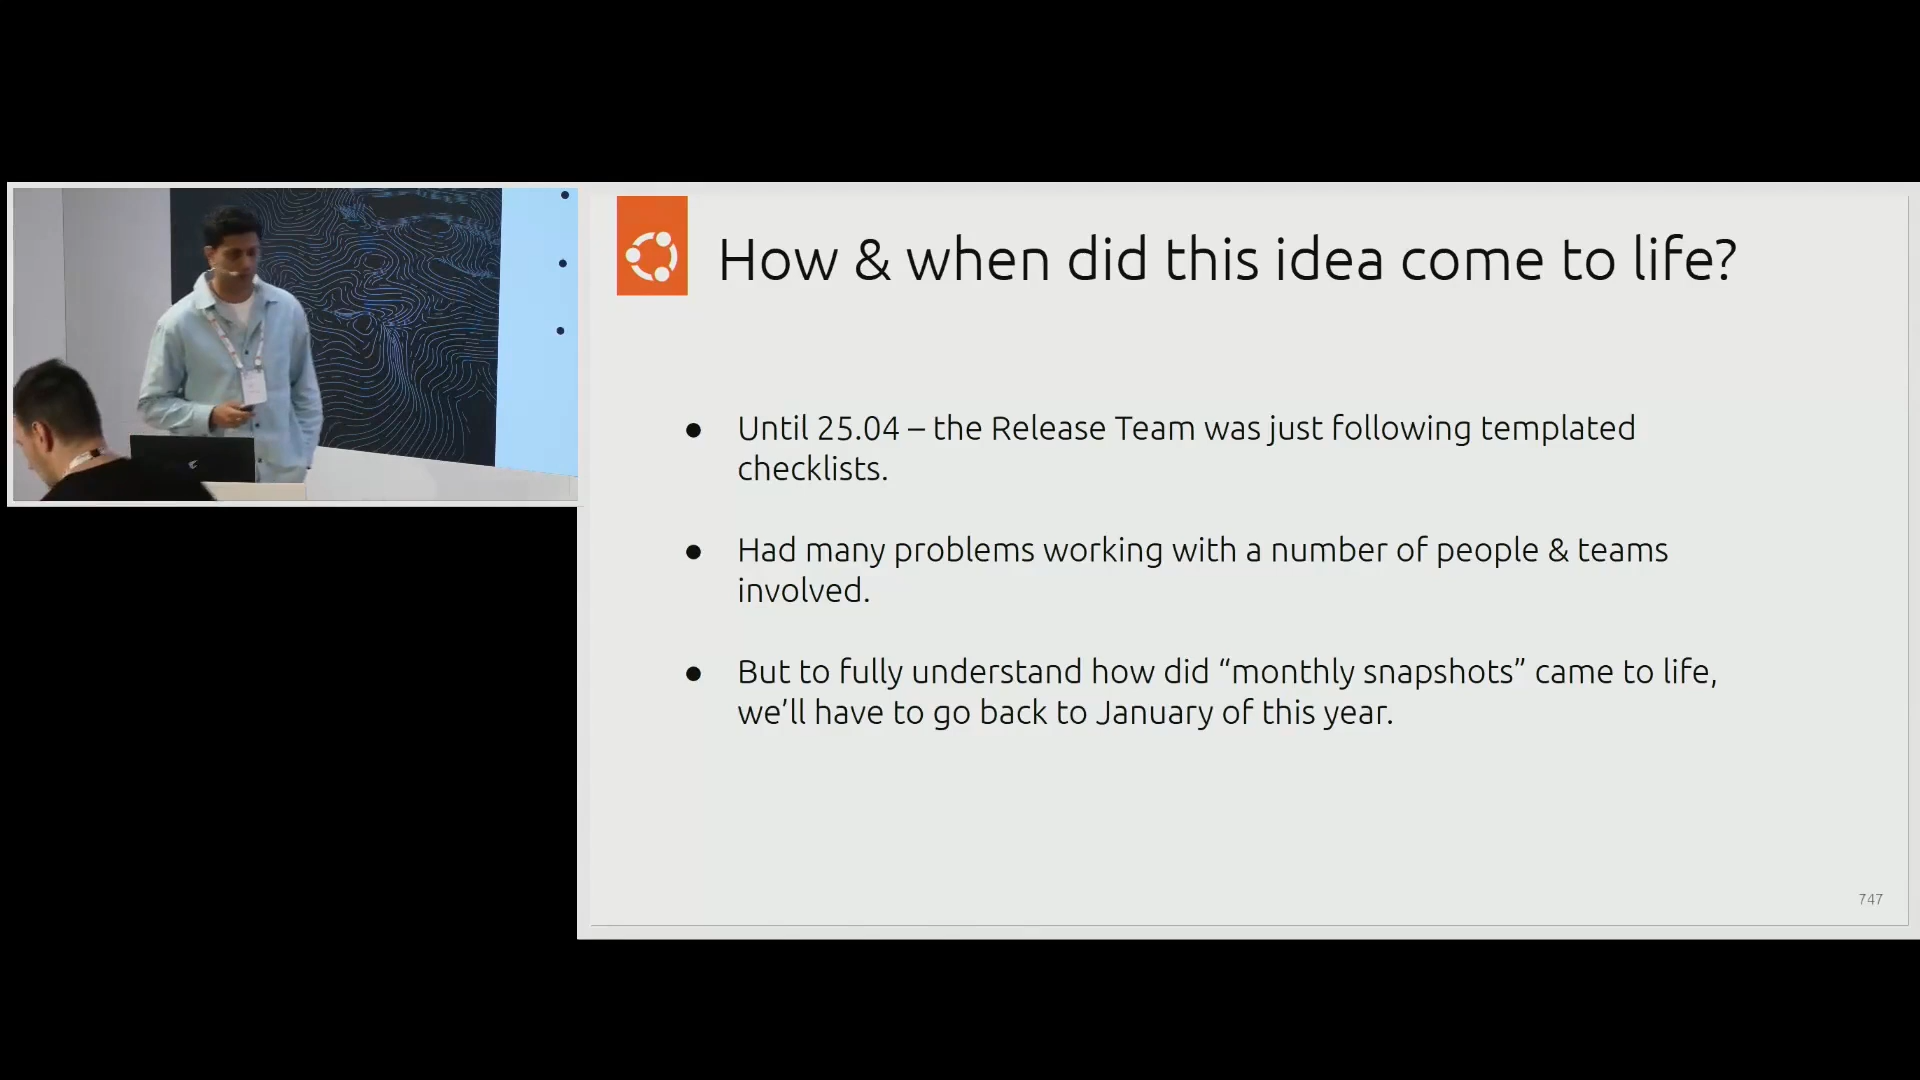 How & when did this idea come to life?
● Until 25.04 – the Release Team was just following templated
checklists.
● Had many problems working with a number of people & teams
involved.
● But to fully understand how did “monthly snapshots” came to life,
we’ll have to go back to January of this year.
747